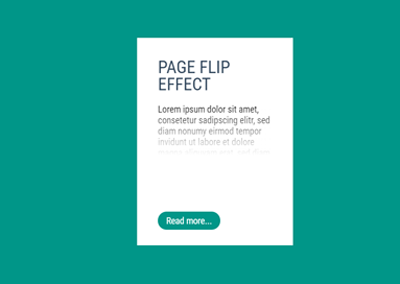 PAGE FLIP
EFFECT
Lorem ipsum dolor sit amet,
consetetur sadipscing elitr, sed
diam nonumy eirmod tempor
invidunt ut labore et dolore
Read more...